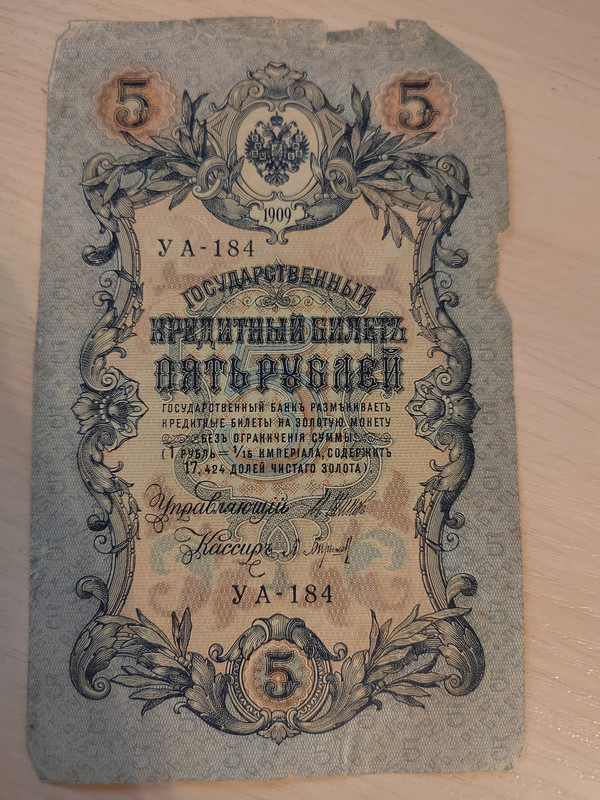 5 5
1909
УА-184
ГОСУДАРСТВЕННЫЙ
КРЕДИТНЫЙ БИЛЕТЪ
ПЯТЬ РУБЛЕЙ
ГОСУДАРСТВЕННЫЙ БАНКЪ РАЗМѢНИВАЕТЪ
КРЕДИТНЫЕ БИЛЕТЫ НА ЗОЛОТУЮ МОНЕТУ
БЕЗЪ ОГРАНИЧЕНІЯ СУММЫ
(1 РУБЛЬ = 1/15 ИМПЕРІАЛА, СОДЕРЖИТЪ
17,424 ДОЛЕЙ ЧИСТАГО ЗОЛОТА).
Управляющій
Кассиръ
УА-184
5